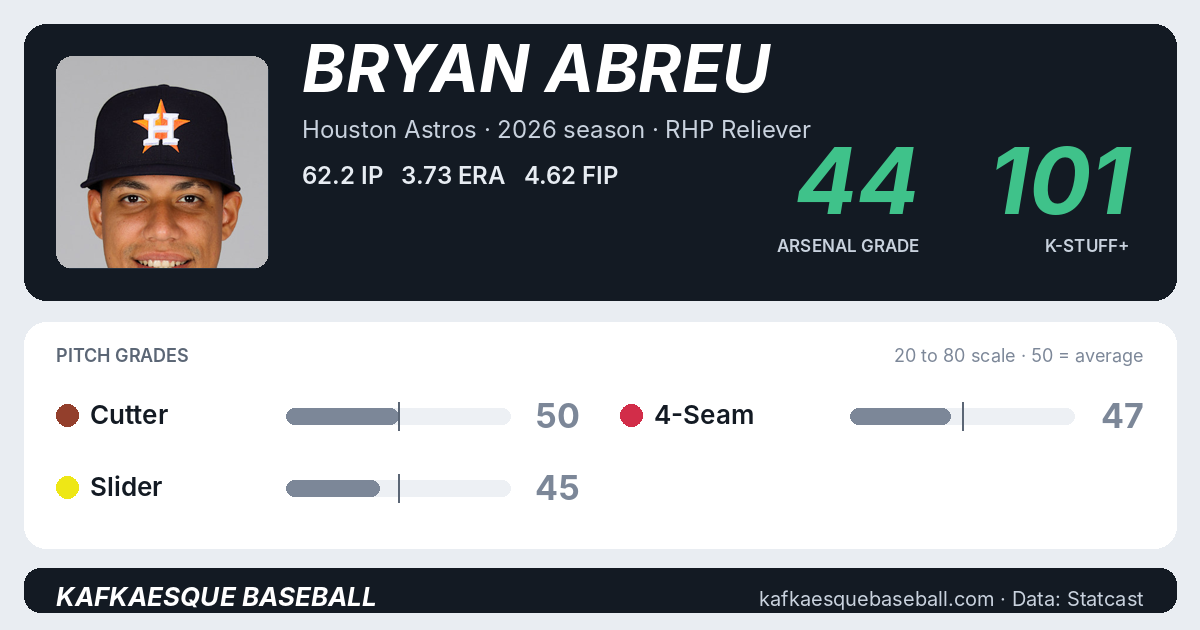 BRYAN ABREU
Houston Astros · 2026 season · RHP Reliever
62.2 IP 3.73 ERA 4.62 FIP
44 101
ARSENAL GRADE K-STUFF+
H
PITCH GRADES 20 to 80 scale · 50 = average
Cutter 50 4-Seam 47
Slider 45
KAFKAESQUE BASEBALL kafkaesquebaseball.com · Data: Statcast